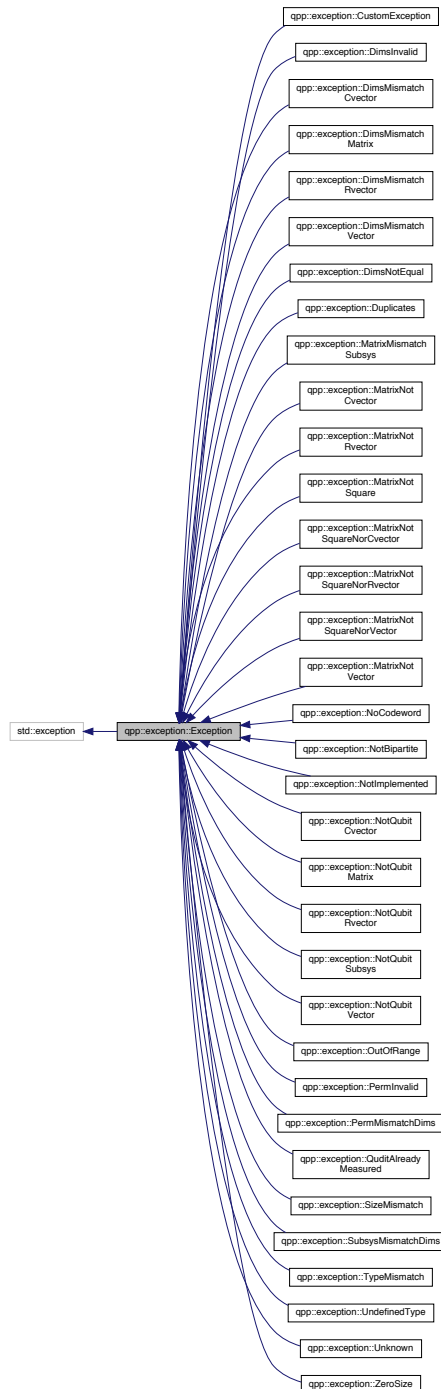 qpp::exception::CustomException
qpp::exception::DimsInvalid
qpp::exception::DimsMismatch
Cvector
qpp::exception::DimsMismatch
Matrix
qpp::exception::DimsMismatch
Rvector
qpp::exception::DimsMismatch
Vector
qpp::exception::DimsNotEqual
qpp::exception::Duplicates
qpp::exception::MatrixMismatch
Subsys
qpp::exception::MatrixNot
Cvector
qpp::exception::MatrixNot
Rvector
qpp::exception::MatrixNot
Square
qpp::exception::MatrixNot
SquareNorCvector
qpp::exception::MatrixNot
SquareNorRvector
qpp::exception::MatrixNot
SquareNorVector
qpp::exception::MatrixNot
Vector
qpp::exception::NoCodeword
std::exception
qpp::exception::Exception
qpp::exception::NotBipartite
qpp::exception::NotImplemented
qpp::exception::NotQubit
Cvector
qpp::exception::NotQubit
Matrix
qpp::exception::NotQubit
Rvector
qpp::exception::NotQubit
Subsys
qpp::exception::NotQubit
Vector
qpp::exception::OutOfRange
qpp::exception::PermInvalid
qpp::exception::PermMismatchDims
qpp::exception::QuditAlready
Measured
qpp::exception::SizeMismatch
qpp::exception::SubsysMismatchDims
qpp::exception::TypeMismatch
qpp::exception::UndefinedType
qpp::exception::Unknown
qpp::exception::ZeroSize